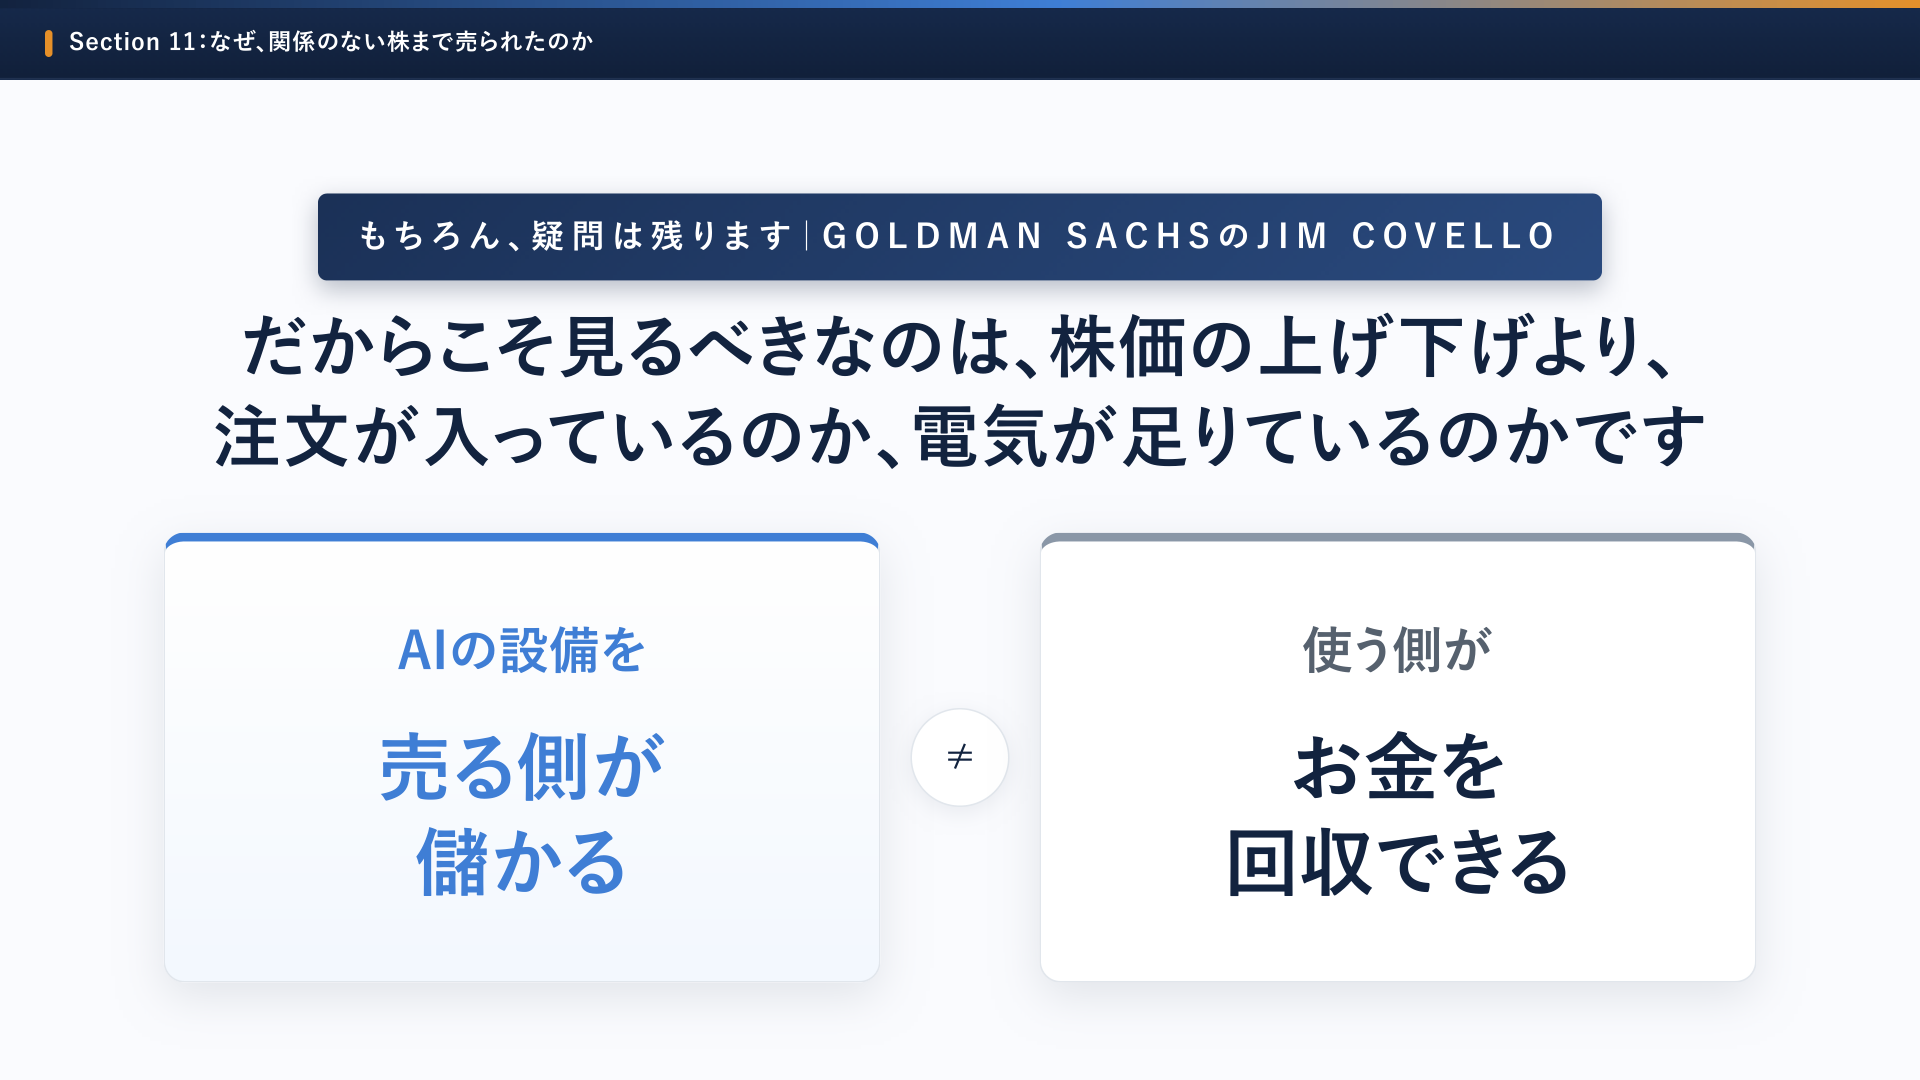 Section 11：なぜ、関係のない株まで売られたのか
もちろん、疑問は残ります｜GOLDMAN SACHSのJIM COVELLO
だからこそ見るべきなのは、株価の上げ下げより、
注文が入っているのか、電気が足りているのかです
AIの設備を
売る側が
儲かる
≠
使う側が
お金を
回収できる